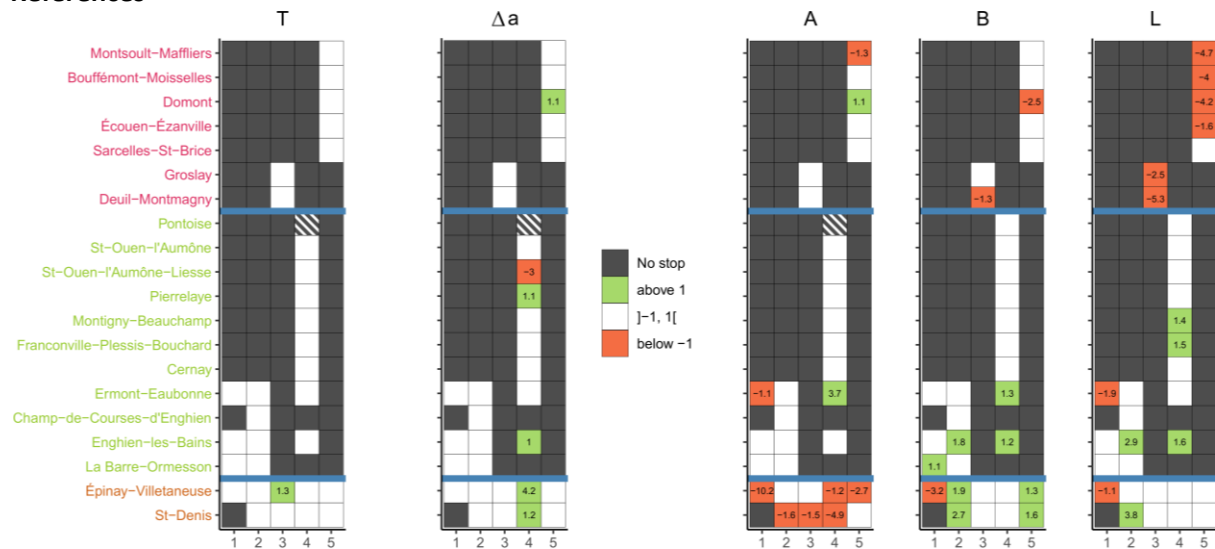 References
T Δa A B L
Montsoult−Maffliers −1.3 −4.7
Bouffémont−Moisselles −4
Domont 1.1 1.1 −2.5 −4.2
Écouen−Ézanville −1.6
Sarcelles−St−Brice
Groslay −2.5
Deuil−Montmagny −1.3 −5.3
Pontoise
St−Ouen−l'Aumône
St−Ouen−l'Aumône−Liesse −3
Pierrelaye 1.1
Montigny−Beauchamp 1.4
Franconville−Plessis−Bouchard 1.5
Cernay
Ermont−Eaubonne −1.1 3.7 1.3 −1.9
Champ−de−Courses−d'Enghien
Enghien−les−Bains 1 1.8 1.2 2.9 1.6
La Barre−Ormesson 1.1
Épinay−Villetaneuse 1.3 4.2 −10.2 −1.2 −2.7 −3.2 1.9 1.3 −1.1
St−Denis 1.2 −1.6 −1.5 −4.9 2.7 1.6 3.8
1 2 3 4 5 1 2 3 4 5 1 2 3 4 5 1 2 3 4 5 1 2 3 4 5
No stop
above 1
]−1, 1[
below −1